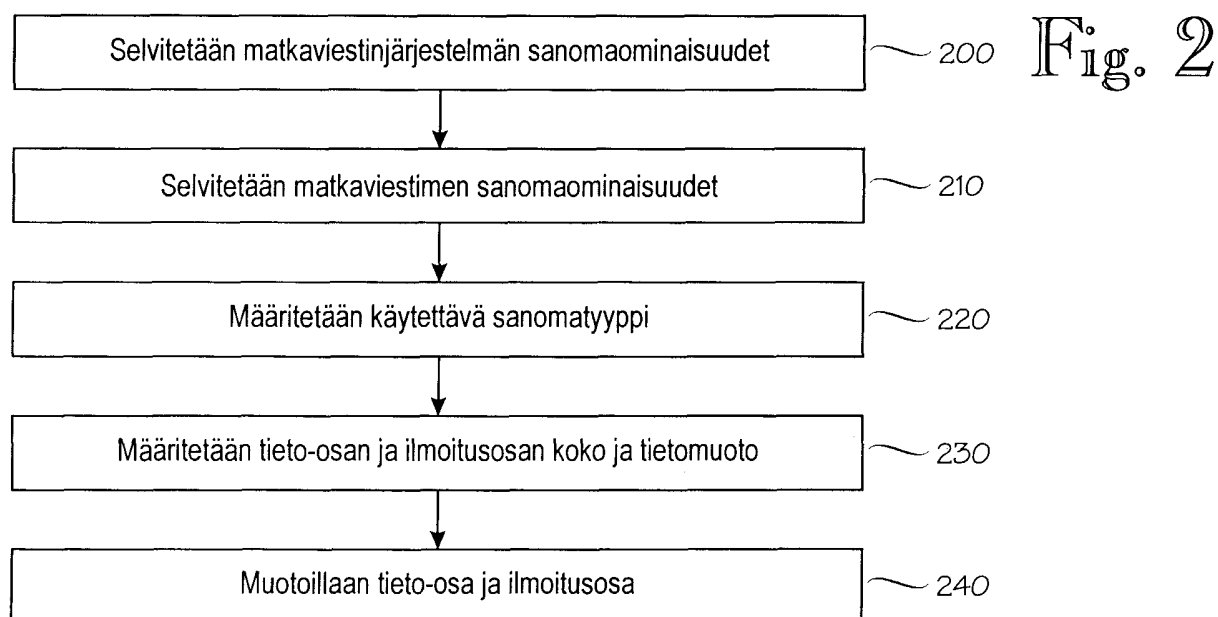 Selvitetään matkaviestinjärjestelmän sanomaominaisuudet 200 Fig. 2
Selvitetään matkaviestimen sanomaominaisuudet 210
Määritetään käytettävä sanomatyyppi 220
Määritetään tieto-osan ja ilmoitusosan koko ja tietomuoto 230
Muotoillaan tieto-osa ja ilmoitusosa 240